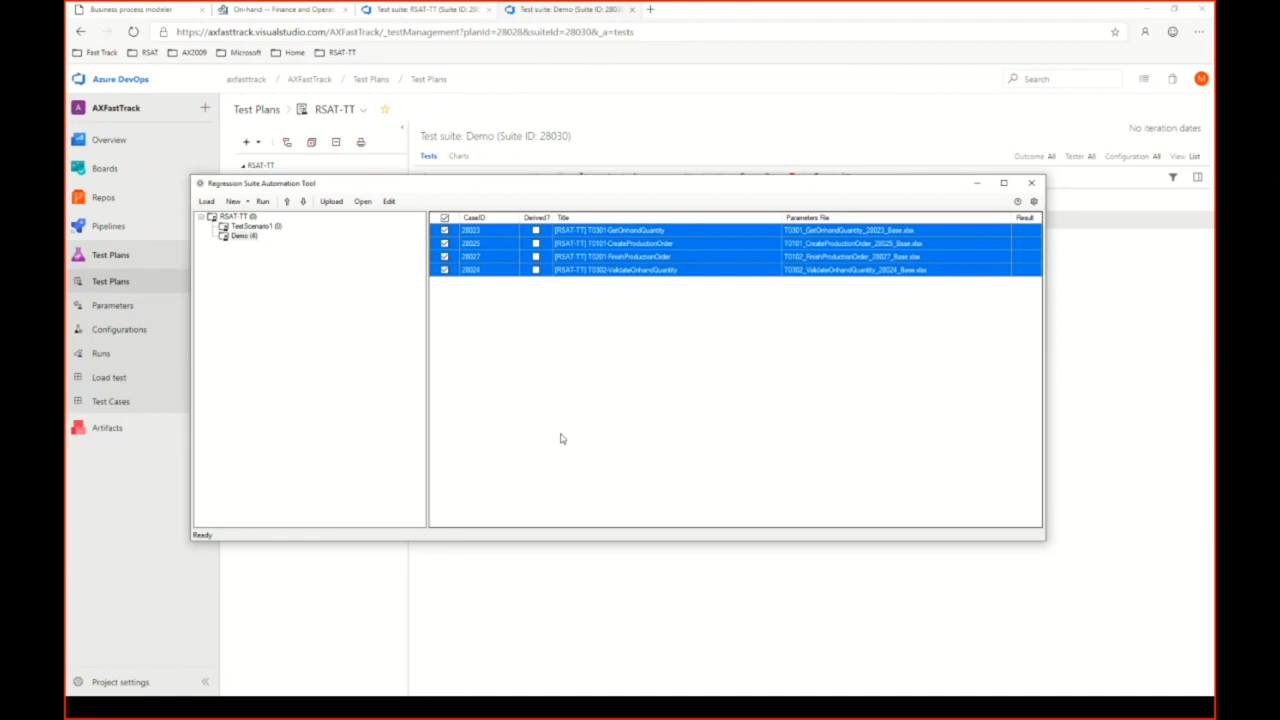 Business process modeler
On-hand -- Finance and Operat
Test suite: RSAT-TT (Suite ID: 28
Test suite: Demo (Suite ID: 2803
https://axfasttrack.visualstudio.com/AXFastTrack/_testManagement?planId=28028&suiteId=28030&_a=tests
Fast Track
RSAT
AX2009
Microsoft
Home
RSAT-TT
Azure DevOps
axfasttrack / AXFastTrack / Test Plans / Test Plans
Search
M
A AXFastTrack
Test Plans
RSAT-TT
No iteration dates
Test suite: Demo (Suite ID: 28030)
Overview
Tests
Charts
Outcome All
Tester All
Configuration All
View List
RSAT-TT
Boards
Repos
Pipelines
Test Plans
Test Plans
Parameters
Configurations
Runs
Load test
Test Cases
Artifacts
Project settings
Regression Suite Automation Tool
Load New Run Upload Open Edit
RSAT-TT (0)
TestScenario1 (0)
Demo (4)
CaseID Derived? Title Parameters File Result
28023 [RSAT-TT] T0301-GetOnhandQuantity T0301_GetOnhandQuantity_28023_Base.xlsx
28025 [RSAT-TT] T0101-CreateProductionOrder T0101_CreateProductionOrder_28025_Base.xlsx
28027 [RSAT-TT] T0201-FinishProductionOrder T0102_FinishProductionOrder_28027_Base.xlsx
28024 [RSAT-TT] T0302-ValidateOnhandQuantity T0302_ValidateOnhandQuantity_28024_Base.xlsx
Ready